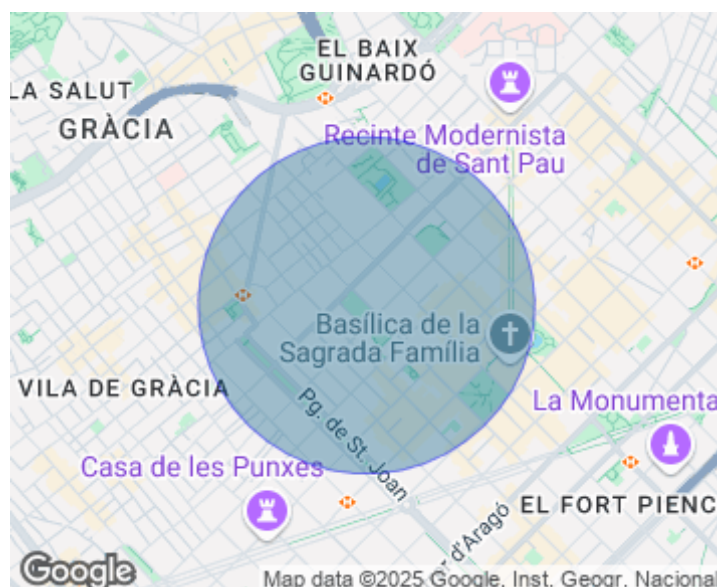 EL BAIX
GUINARDÓ
LA SALUT
GRÀCIA
Recinte Modernista
de Sant Pau
Basílica de la
Sagrada Família
VILA DE GRÀCIA
Pg. de St. Joan
La Monumenta
Casa de les Punxes
EL FORT PIENC
er d'Aragó
Google
Map data ©2025 Google, Inst. Geogr. Nacional